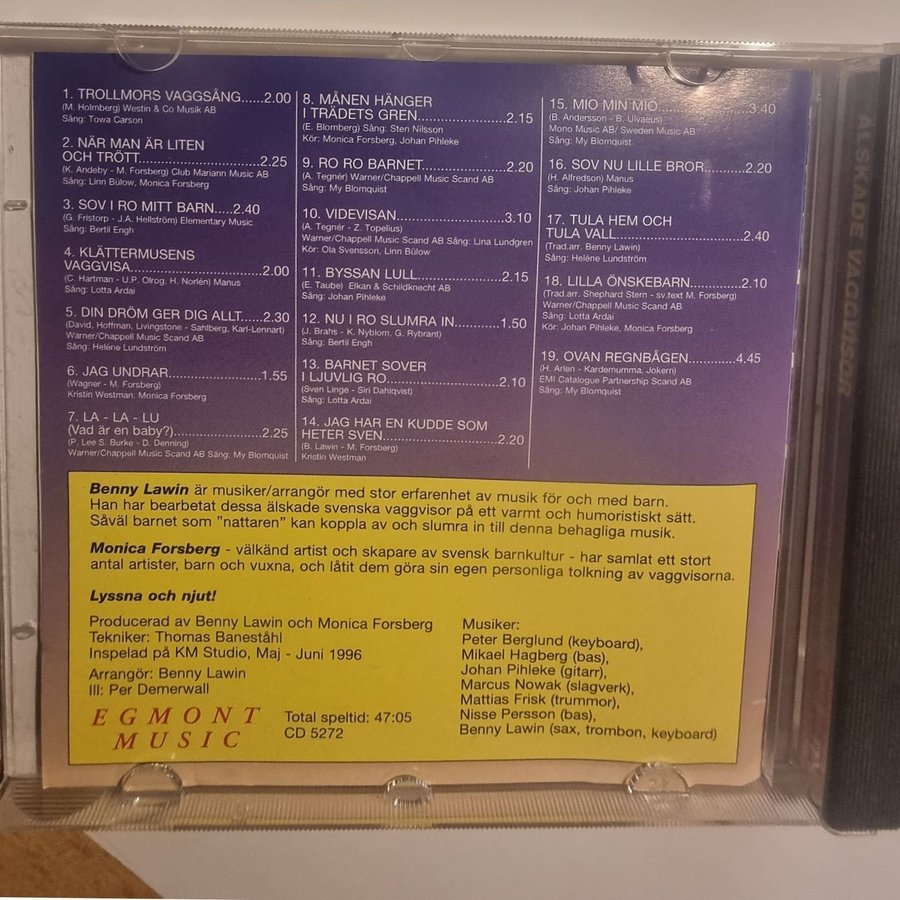 1. TROLLMORS VAGGSÅNG......2.00
(M. Holmberg) Westin & Co Musik AB
Sång: Towa Carson
2. NÄR MAN ÄR LITEN
OCH TRÖTT......................2.25
(K. Andeby - M. Forsberg) Club Mariann Music AB
Sång: Linn Bülow, Monica Forsberg
3. SOV I RO MITT BARN.....2.40
(G. Fristorp - J.A. Hellström) Elementary Music
Sång: Bertil Engh
4. KLÄTTERMUSENS
VAGGVISA........................2.00
(C. Hartman - U.P. Olrog. H. Norlén) Manus
Sång: Lotta Ardai
5. DIN DRÖM GER DIG ALLT.....2.30
(David, Hoffman, Livingstone - Sahlberg, Karl-Lennart)
Warner/Chappell Music Scand AB
Sång: Heléne Lundström
6. JAG UNDRAR.................1.55
(Wagner - M. Forsberg)
Kristin Westman, Monica Forsberg
7. LA - LA - LU
(Vad är en baby?)...............2.25
(P. Lee S. Burke - D. Denning)
Warner/Chappell Music Scand AB Sång: My Blomquist
8. MÅNEN HÄNGER
I TRÄDETS GREN................2.15
(E. Blomberg) Sång: Sten Nilsson
Kör: Monica Forsberg, Johan Pihleke
9. RO RO BARNET................2.20
(A. Tegnér) Warner/Chappell Music Scand AB
Sång: My Blomquist
10. VIDEVISAN....................3.10
(A. Tegnér - Z. Topelius)
Warner/Chappell Music Scand AB Sång: Lina Lundgren
Kör: Ola Svensson, Linn Bülow
11. BYSSAN LULL................2.15
(E. Taube) Elkan & Schildknecht AB
Sång: Johan Pihleke
12. NU I RO SLUMRA IN.........1.50
(J. Brahs - K. Nyblom, G. Rybrant)
Sång: Bertil Engh
13. BARNET SOVER
I LJUVLIG RO.....................2.10
(Sven Linge - Siri Dahlqvist)
Sång: Lotta Ardai
14. JAG HAR EN KUDDE SOM
HETER SVEN.......................2.20
(B. Lawin - M. Forsberg)
Kristin Westman
15. MIO MIN MIO..................3.40
(B. Andersson - B. Ulvaeus)
Mono Music AB/ Sweden Music AB
Sång: My Blomquist
16. SOV NU LILLE BROR........2.20
(H. Alfredson) Manus
Sång: Johan Pihleke
17. TULA HEM OCH
TULA VALL.........................2.40
(Trad.arr. Benny Lawin)
Sång: Heléne Lundström
18. LILLA ÖNSKEBARN..........2.10
(Trad.arr. Shephard Stern - sv.text M. Forsberg)
Warner/Chappell Music Scand AB
Sång: Lotta Ardai
Kör: Johan Pihleke, Monica Forsberg
19. OVAN REGNBÅGEN............4.45
(H. Arlen - Kardemumma, Jokern)
EMI Catalogue Partnership Scand AB
Sång: My Blomquist
Benny Lawin är musiker/arrangör med stor erfarenhet av musik för och med barn.
Han har bearbetat dessa älskade svenska vaggvisor på ett varmt och humoristiskt sätt.
Såväl barnet som "nattaren" kan koppla av och slumra in till denna behagliga musik.
Monica Forsberg - välkänd artist och skapare av svensk barnkultur - har samlat ett stort
antal artister, barn och vuxna, och låtit dem göra sin egen personliga tolkning av vaggvisorna.
Lyssna och njut!
Producerad av Benny Lawin och Monica Forsberg
Tekniker: Thomas Baneståhl
Inspelad på KM Studio, Maj - Juni 1996
Arrangör: Benny Lawin
Ill: Per Demerwall
EGMONT
MUSIC
Total speltid: 47:05
CD 5272
Musiker:
Peter Berglund (keyboard),
Mikael Hagberg (bas),
Johan Pihleke (gitarr),
Marcus Nowak (slagverk),
Mattias Frisk (trummor),
Nisse Persson (bas),
Benny Lawin (sax, trombon, keyboard)
ÄLSKADE VAGGVISOR